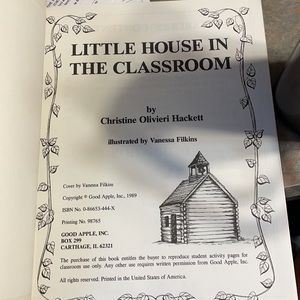 LITTLE HOUSE IN
THE CLASSROOM
by
Christine Olivieri Hackett
illustrated by Vanessa Filkins
Cover by Vanessa Filkins
Copyright © Good Apple, Inc., 1989
ISBN No. 0-86653-444-X
Printing No. 98765
GOOD APPLE, INC.
BOX 299
CARTHAGE, IL 62321
The purchase of this book entitles the buyer to reproduce student activity pages for
classroom use only. Any other use requires written permission from Good Apple, Inc.
All rights reserved. Printed in the United States of America.